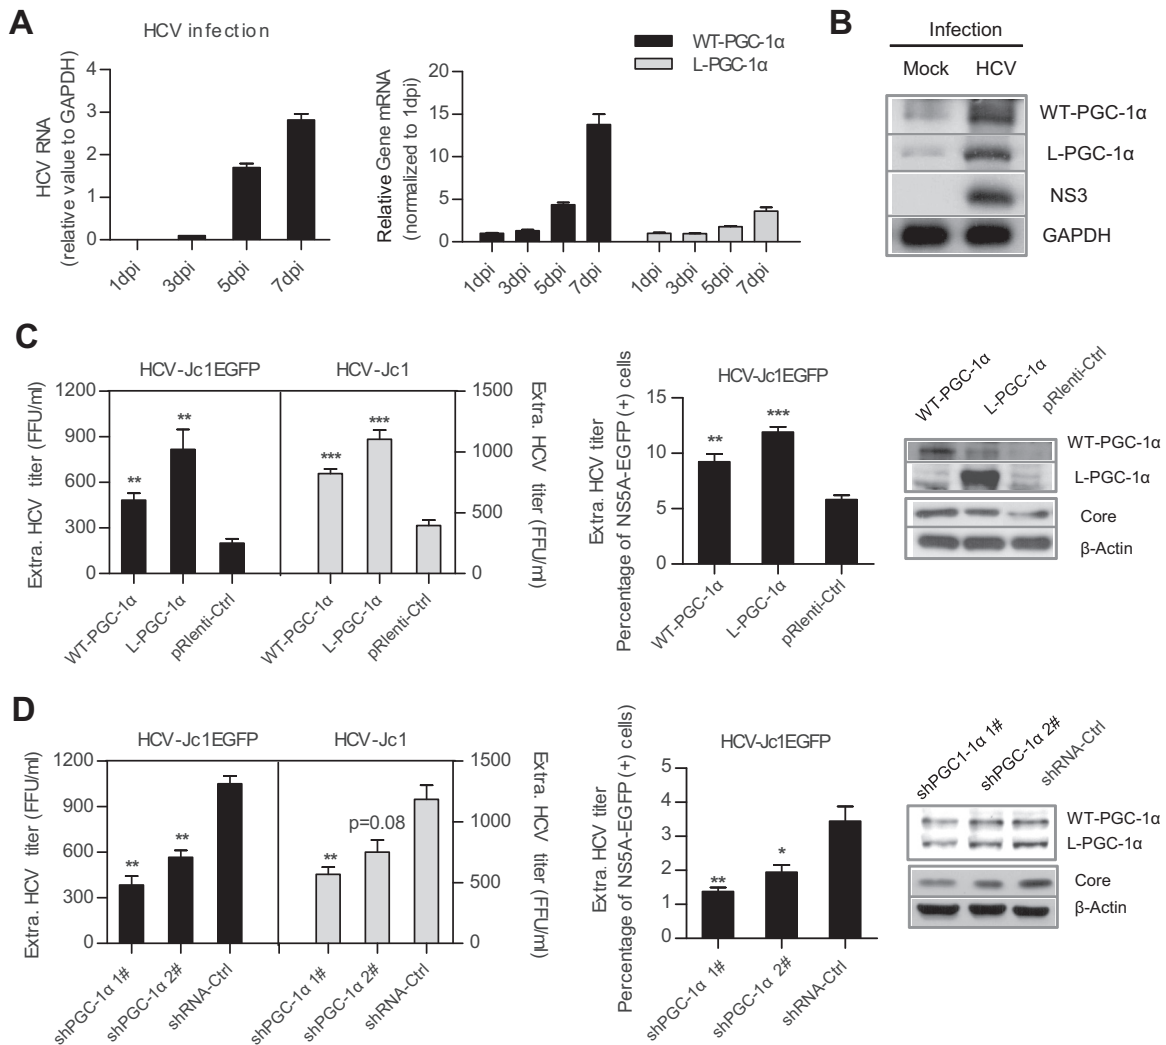 A
HCV infection
HCV RNA
(relative value to GAPDH)
4
3
2
1
0
1dpi
3dpi
5dpi
7dpi
Relative Gene mRNA
(normalized to 1dpi)
20
15
10
5
0
1dpi
3dpi
5dpi
7dpi
1dpi
3dpi
5dpi
7dpi
WT-PGC-1α
L-PGC-1α
B
Infection
Mock
HCV
WT-PGC-1α
L-PGC-1α
NS3
GAPDH
C
HCV-Jc1EGFP
HCV-Jc1
Extra. HCV titer (FFU/ml)
1200
900
600
300
0
**
**
***
***
1500
1000
500
0
Extra. HCV titer (FFU/ml)
WT-PGC-1α
L-PGC-1α
pRlenti-Ctrl
WT-PGC-1α
L-PGC-1α
pRlenti-Ctrl
HCV-Jc1EGFP
Extra. HCV titer
Percentage of NS5A-EGFP (+) cells
15
10
5
0
**
***
WT-PGC-1α
L-PGC-1α
pRlenti-Ctrl
WT-PGC-1α
L-PGC-1α
pRlenti-Ctrl
WT-PGC-1α
L-PGC-1α
Core
β-Actin
D
HCV-Jc1EGFP
HCV-Jc1
Extra. HCV titer (FFU/ml)
1200
900
600
300
0
**
**
**
p=0.08
1500
1000
500
0
Extra. HCV titer (FFU/ml)
shPGC-1α 1#
shPGC-1α 2#
shRNA-Ctrl
shPGC-1α 1#
shPGC-1α 2#
shRNA-Ctrl
HCV-Jc1EGFP
Extra. HCV titer
Percentage of NS5A-EGFP (+) cells)
5
4
3
2
1
0
**
*
shPGC-1α 1#
shPGC-1α 2#
shRNA-Ctrl
shPGC1-1α 1#
shPGC-1α 2#
shRNA-Ctrl
WT-PGC-1α
L-PGC-1α
Core
β-Actin